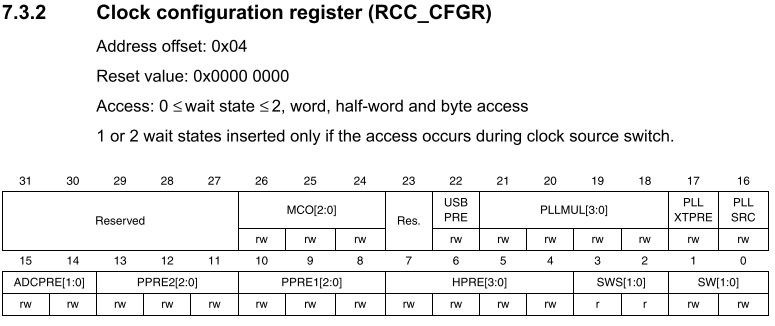 7.3.2 Clock configuration register (RCC_CFGR)
Address offset: 0x04
Reset value: 0x0000 0000
Access: 0 ≤ wait state ≤ 2, word, half-word and byte access
1 or 2 wait states inserted only if the access occurs during clock source switch.
31 30 29 28 27 26 25 24 23 22 21 20 19 18 17 16
Reserved MCO[2:0] Res. USB PRE PLLMUL[3:0] PLL XTPRE PLL SRC
rw rw rw rw rw rw rw rw rw rw
15 14 13 12 11 10 9 8 7 6 5 4 3 2 1 0
ADCPRE[1:0] PPRE2[2:0] PPRE1[2:0] HPRE[3:0] SWS[1:0] SW[1:0]
rw rw rw rw rw rw rw rw rw rw rw rw r r rw rw